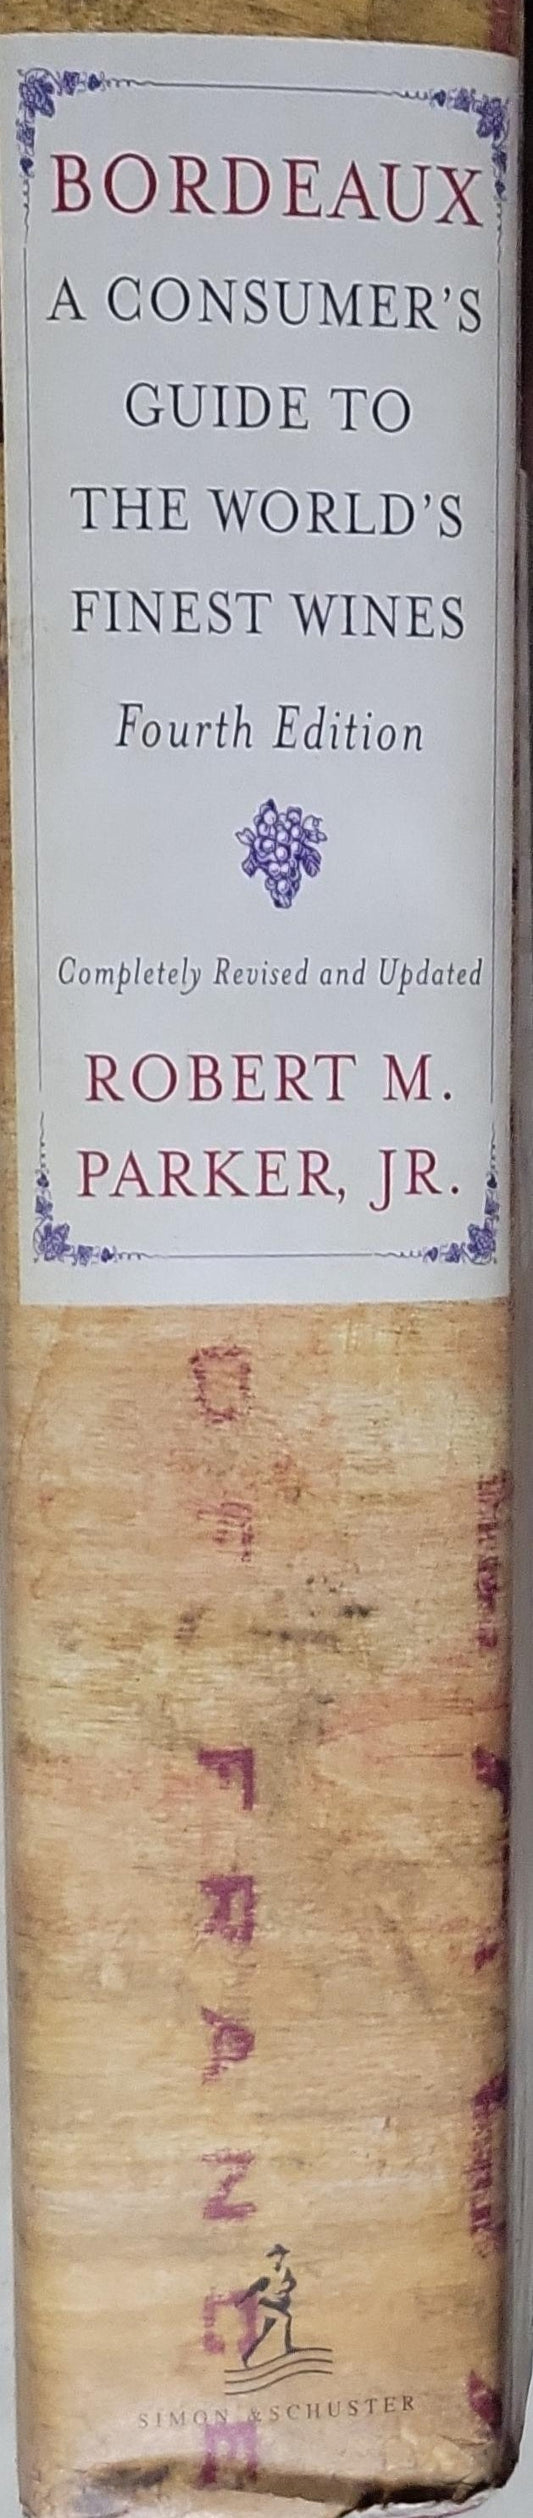 BORDEAUX
A CONSUMER'S
GUIDE TO
THE WORLD'S
FINEST WINES
Fourth Edition
Completely Revised and Updated
ROBERT M.
PARKER, JR.
FRANCE
SIMON & SCHUSTER